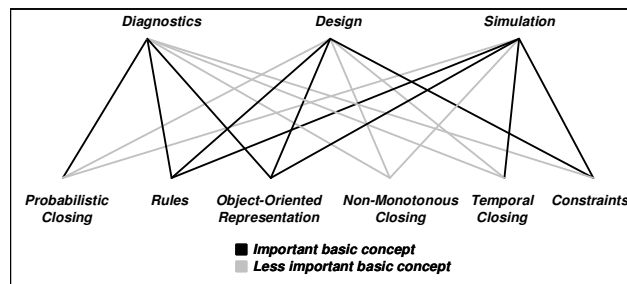 Diagnostics Design Simulation
Probabilistic Rules Object-Oriented Non-Monotonous Temporal Constraints
Closing Representation Closing Closing
Important basic concept
Less important basic concept